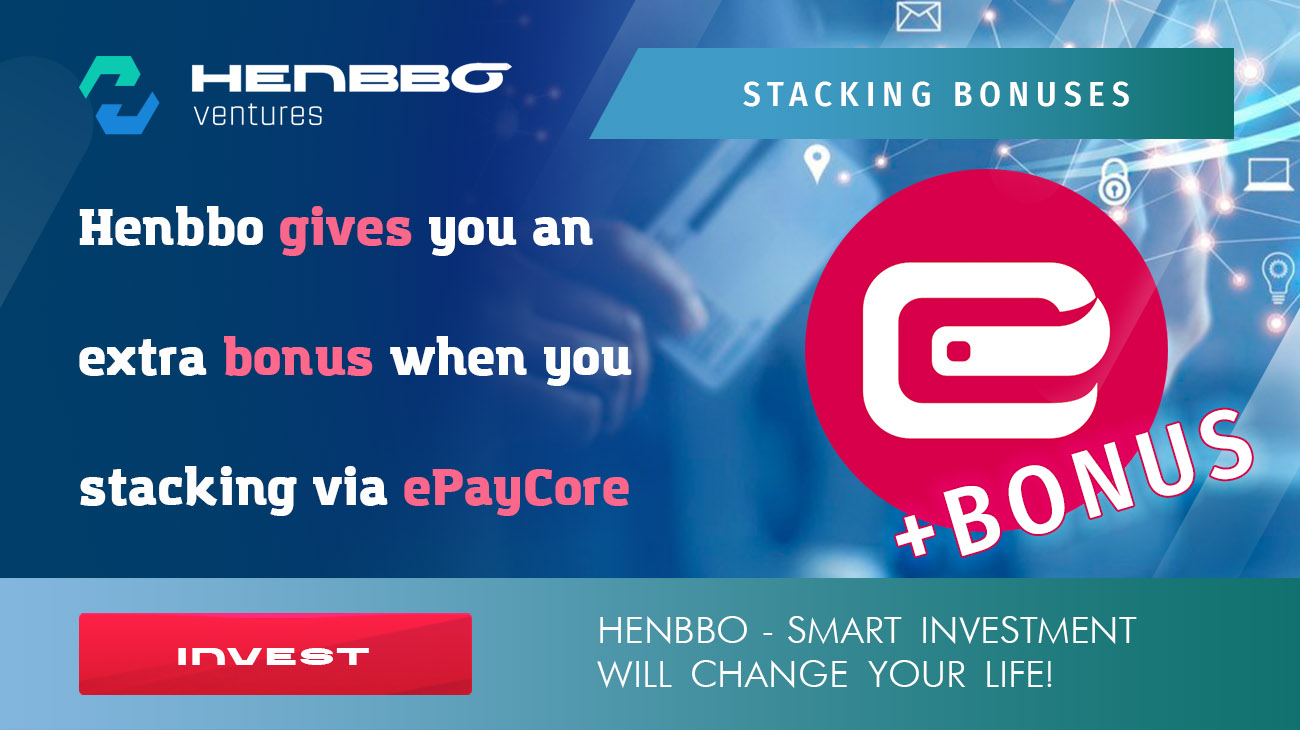 HENBBO
ventures
STACKING BONUSES
Henbbo gives you an
extra bonus when you
stacking via ePayCore
+BONUS
INVEST
HENBBO - SMART INVESTMENT
WILL CHANGE YOUR LIFE!